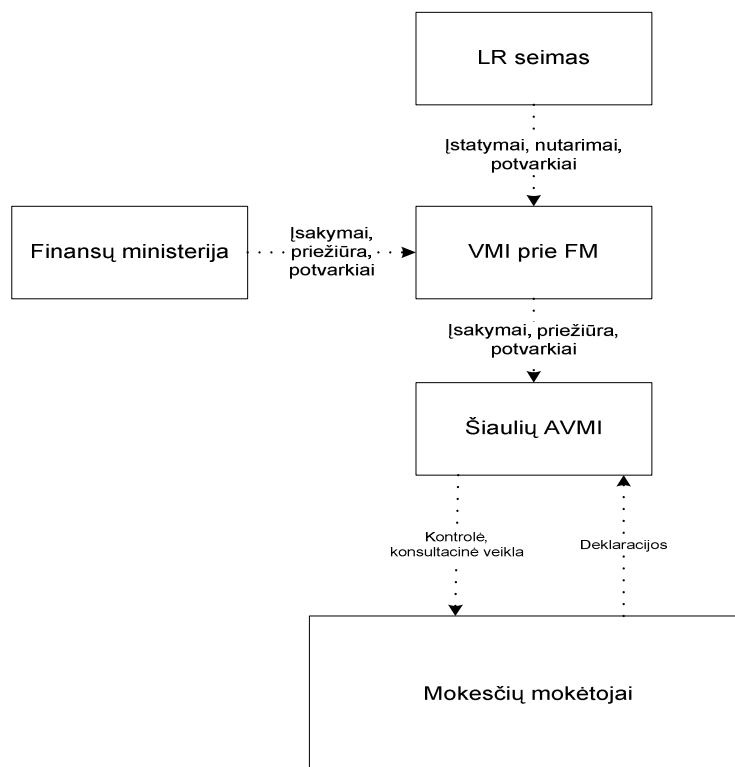 LR seimas
Įstatymai, nutarimai,
potvarkiai
Finansų ministerija
Įsakymai,
priežiūra,
potvarkiai
VMI prie FM
Įsakymai, priežiūra,
potvarkiai
Šiaulių AVMI
Kontrolė,
konsultacinė veikla
Deklaracijos
Mokesčių mokėtojai